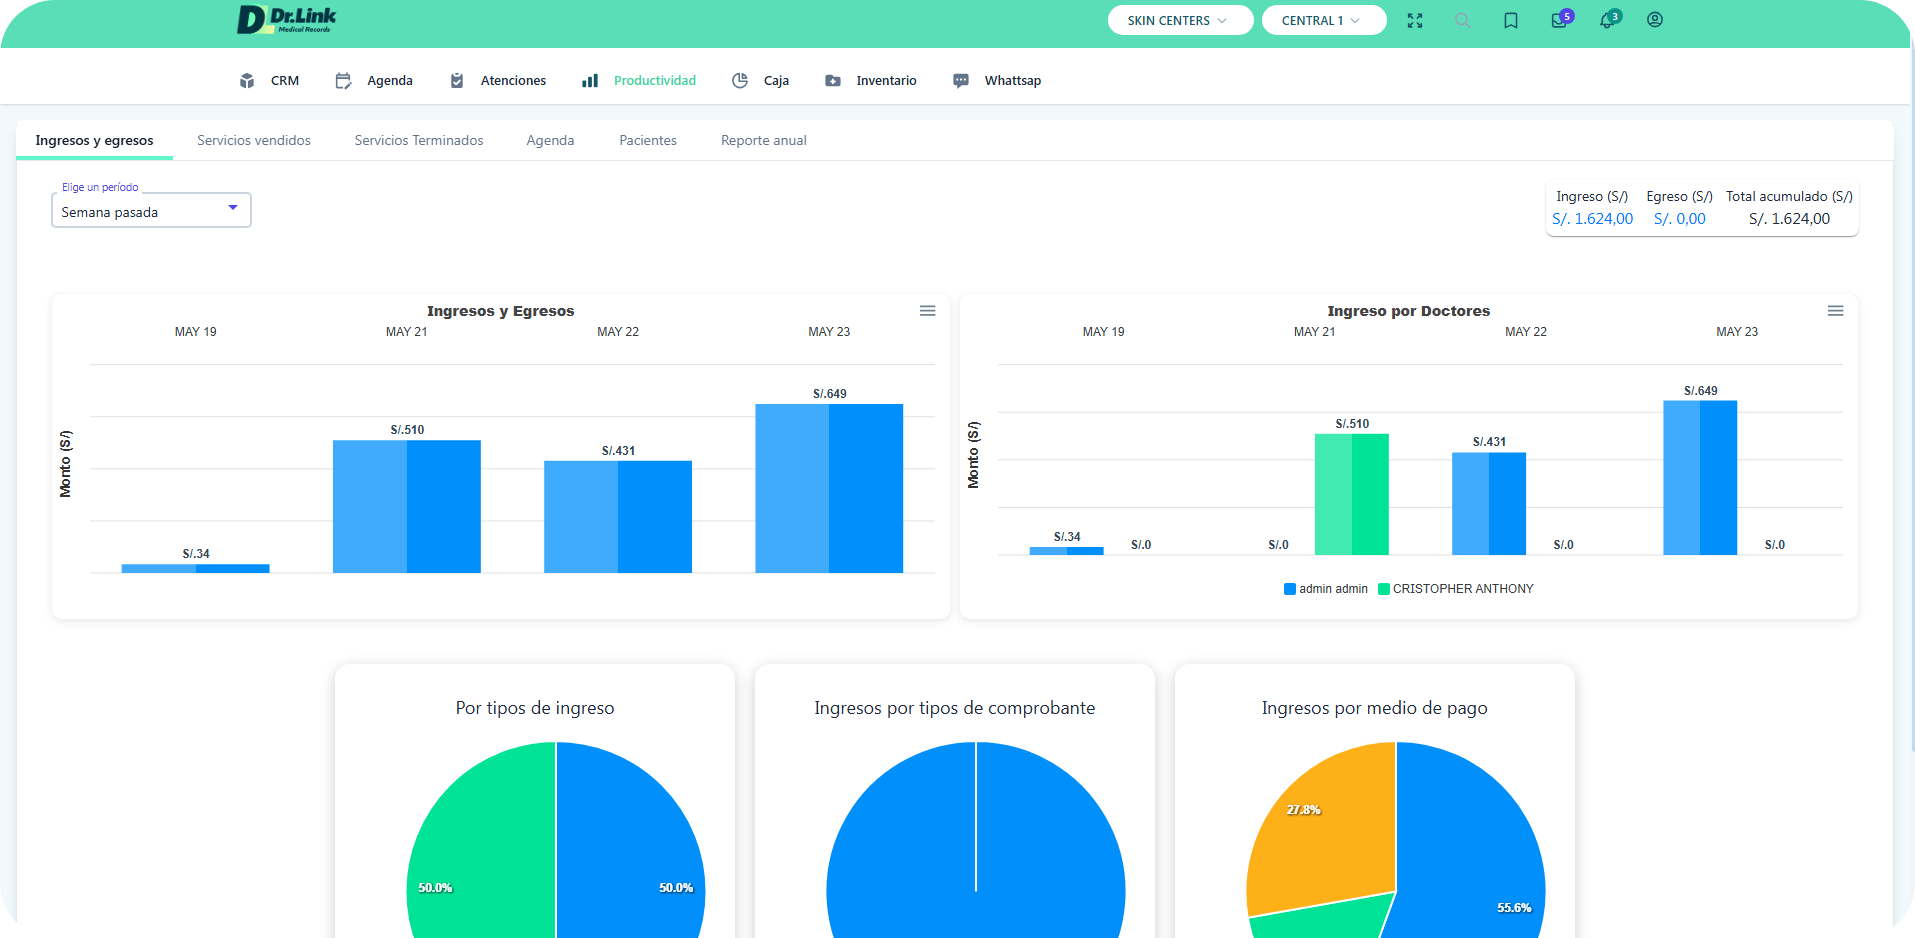 Dr.Link
Medical Records
SKIN CENTERS
CENTRAL 1
5
3
CRM
Agenda
Atenciones
Productividad
Caja
Inventario
Whattsap
Ingresos y egresos
Servicios vendidos
Servicios Terminados
Agenda
Pacientes
Reporte anual
Elige un período
Semana pasada
Ingreso (S/) Egreso (S/) Total acumulado (S/)
S/. 1.624,00 S/. 0,00 S/. 1.624,00
Ingresos y Egresos
MAY 19 MAY 21 MAY 22 MAY 23
Monto (S/)
S/.34
S/.510
S/.431
S/.649
Ingreso por Doctores
MAY 19 MAY 21 MAY 22 MAY 23
Monto (S/)
S/.34
S/.0
S/.0
S/.510
S/.431
S/.0
S/.649
S/.0
admin admin
CRISTOPHER ANTHONY
Por tipos de ingreso
50.0%
50.0%
Ingresos por tipos de comprobante
Ingresos por medio de pago
27.8%
55.6%